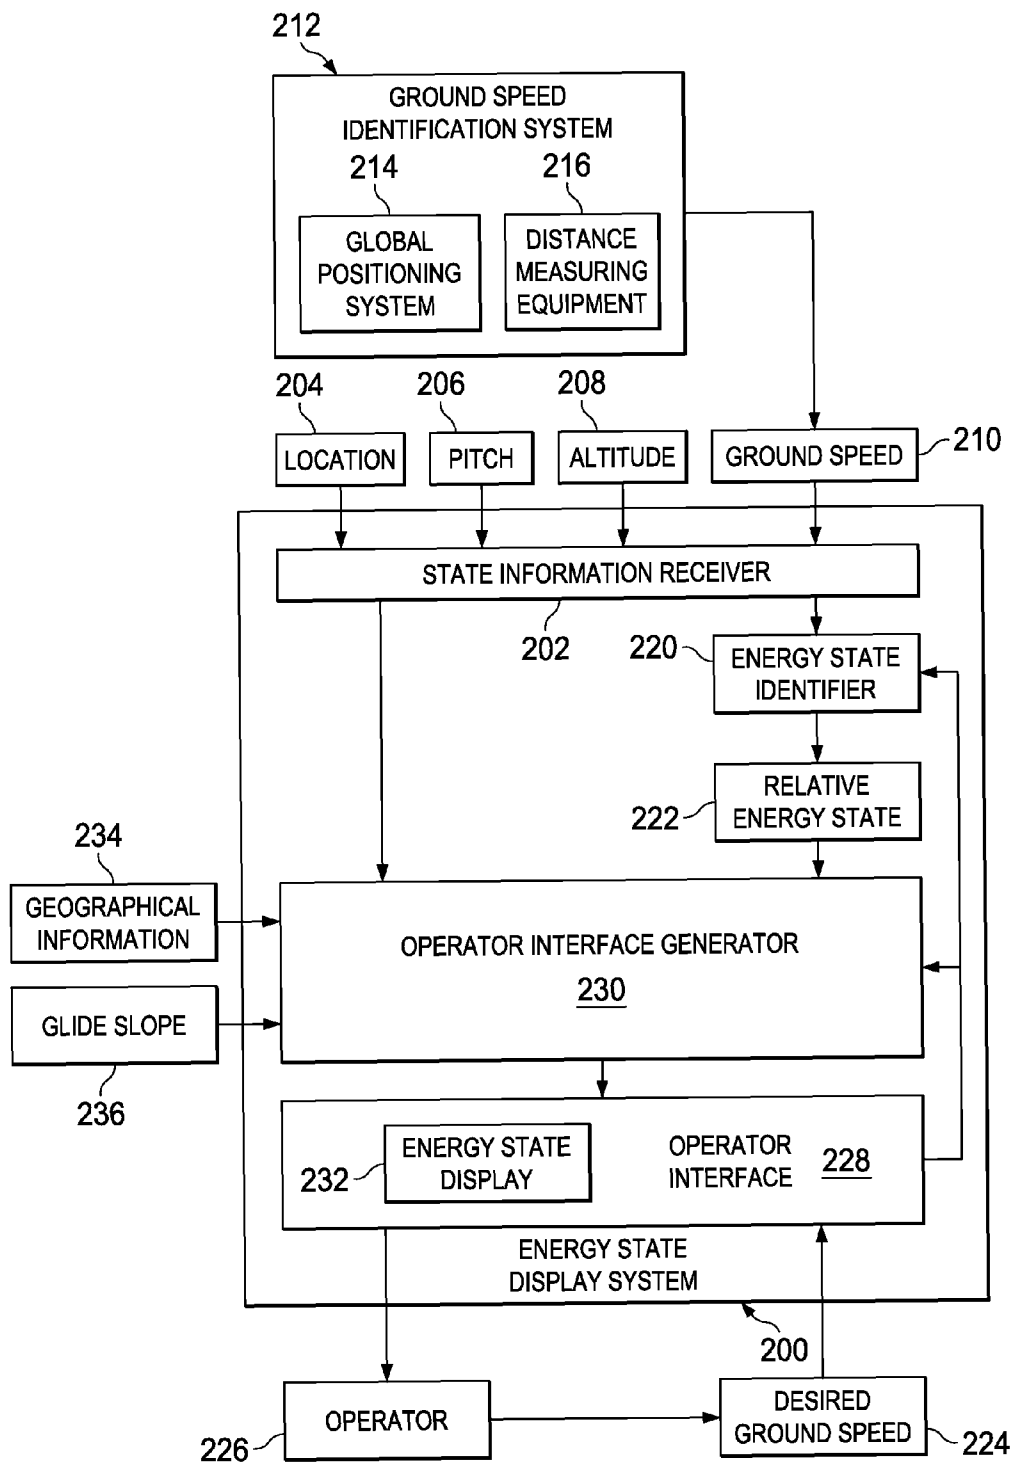 212
GROUND SPEED
IDENTIFICATION SYSTEM
214
216
GLOBAL
POSITIONING
SYSTEM
DISTANCE
MEASURING
EQUIPMENT
204
206
208
LOCATION
PITCH
ALTITUDE
GROUND SPEED
210
STATE INFORMATION RECEIVER
202
220
ENERGY STATE
IDENTIFIER
222
RELATIVE
ENERGY STATE
234
GEOGRAPHICAL
INFORMATION
OPERATOR INTERFACE GENERATOR
230
GLIDE SLOPE
236
232
ENERGY STATE
DISPLAY
OPERATOR
INTERFACE
228
ENERGY STATE
DISPLAY SYSTEM
200
OPERATOR
226
DESIRED
GROUND SPEED
224